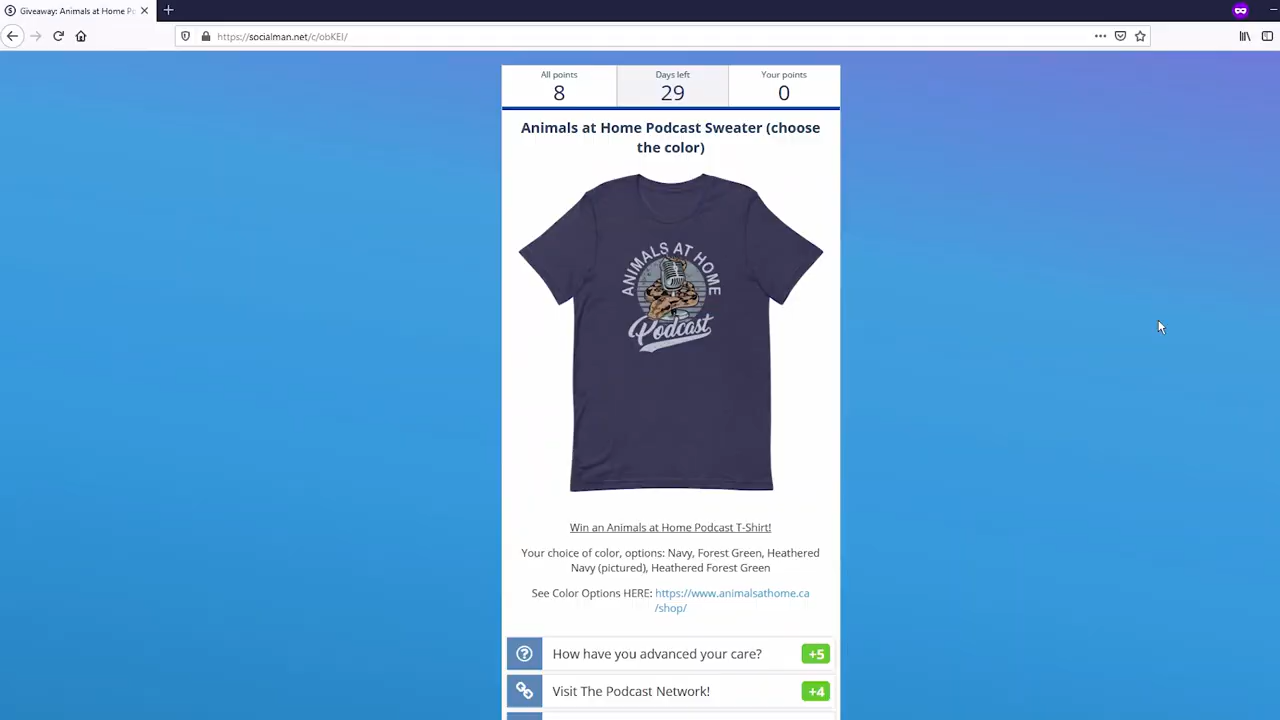 Giveaway: Animals at Home Po
https://socialman.net/c/obKEI/
All points
Days left
Your points
8
29
0
Animals at Home Podcast Sweater (choose
the color)
ANIMALS AT HOME
Podcast
Win an Animals at Home Podcast T-Shirt!
Your choice of color, options: Navy, Forest Green, Heathered
Navy (pictured), Heathered Forest Green
See Color Options HERE: https://www.animalsathome.ca
/shop/
How have you advanced your care?
+5
Visit The Podcast Network!
+4